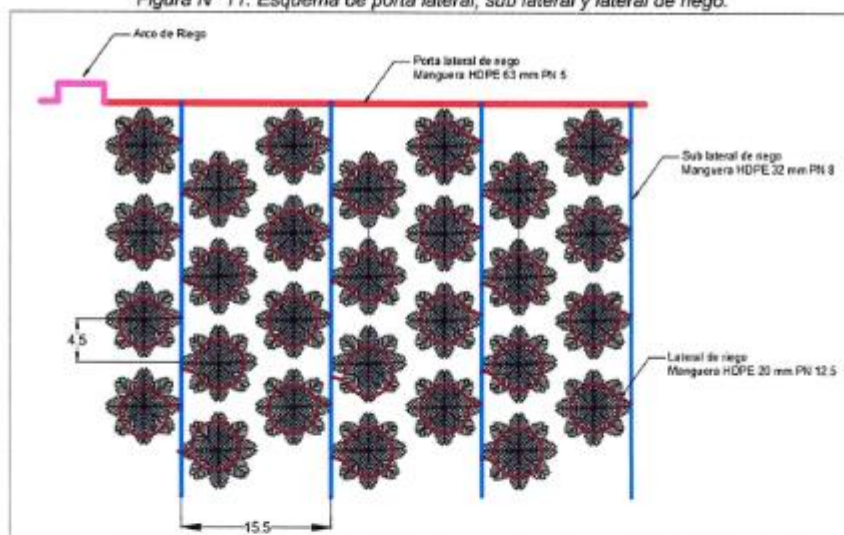 Figura N° 11. Esquema de porta lateral, sub lateral y lateral de riego.
Arco de Riego
Porta lateral de riego
Manguera HDPE 63 mm PN 5
Sub lateral de riego
Manguera HDPE 32 mm PN 8
4.5
Lateral de riego
Manguera HDPE 20 mm PN 12.5
15.5